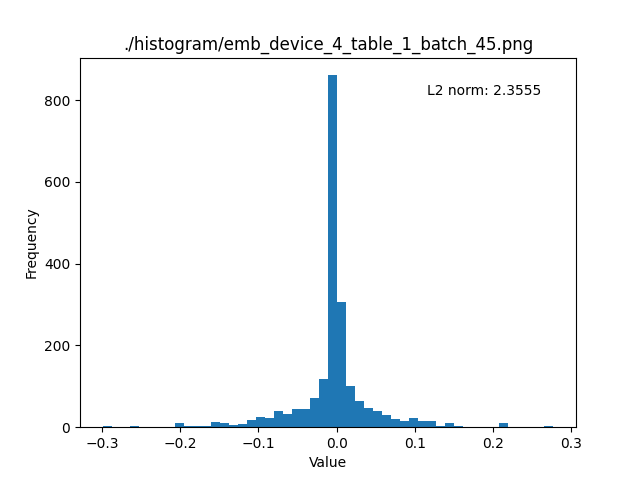 ./histogram/emb_device_4_table_1_batch_45.png
L2 norm: 2.3555
800
600
400
200
0
Frequency
−0.3 −0.2 −0.1 0.0 0.1 0.2 0.3
Value